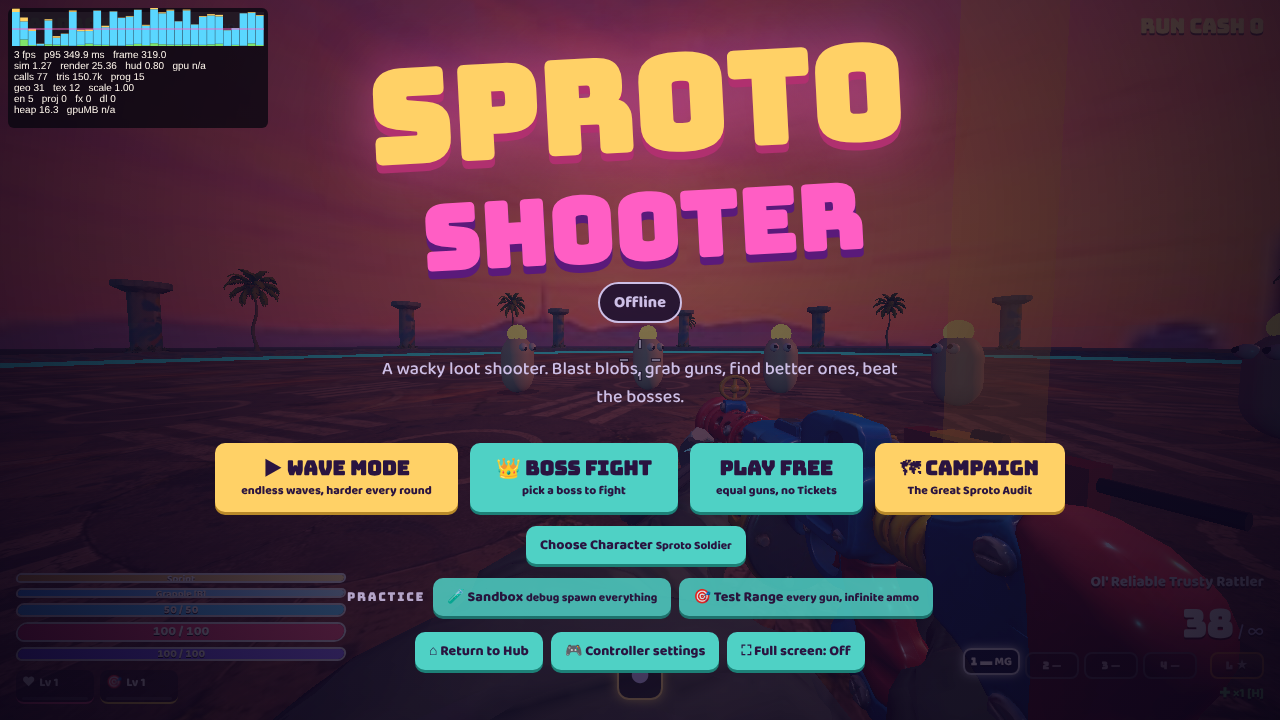 3 fps p95 349.9 ms frame 319.0
sim 1.27 render 25.36 hud 0.80 gpu n/a
calls 77 tris 150.7k prog 15
geo 31 tex 12 scale 1.00
en 5 proj 0 fx 0 dl 0
heap 16.3 gpuMB n/a
RUN CASH 0
SPROTO
SHOOTER
Offline
A wacky loot shooter. Blast blobs, grab guns, find better ones, beat
the bosses.
▶ WAVE MODE
endless waves, harder every round
👑 BOSS FIGHT
pick a boss to fight
PLAY FREE
equal guns, no Tickets
🗺 CAMPAIGN
The Great Sproto Audit
Choose Character Sproto Soldier
PRACTICE
🧪 Sandbox debug spawn everything
🎯 Test Range every gun, infinite ammo
⌂ Return to Hub
🎮 Controller settings
⛶ Full screen: Off
Sprint
50 / 50
100 / 100
100 / 100
Lv 1
Lv 1
Ol' Reliable Trusty Rattler
38 / ∞
1 ▬ MG
2 —
3 —
4 —
✚ ×1 [H]